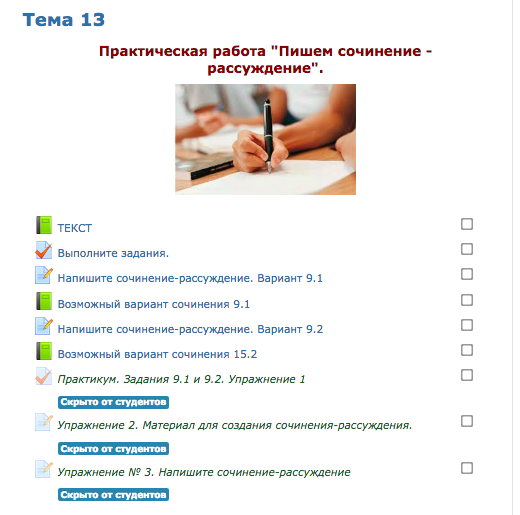 Тема 13
Практическая работа "Пишем сочинение -
рассуждение".
ТЕКСТ
Выполните задания.
Напишите сочинение-рассуждение. Вариант 9.1
Возможный вариант сочинения 9.1
Напишите сочинение-рассуждение. Вариант 9.2
Возможный вариант сочинения 15.2
Практикум. Задания 9.1 и 9.2. Упражнение 1
Скрыто от студентов
Упражнение 2. Материал для создания сочинения-рассуждения.
Скрыто от студентов
Упражнение № 3. Напишите сочинение-рассуждение
Скрыто от студентов